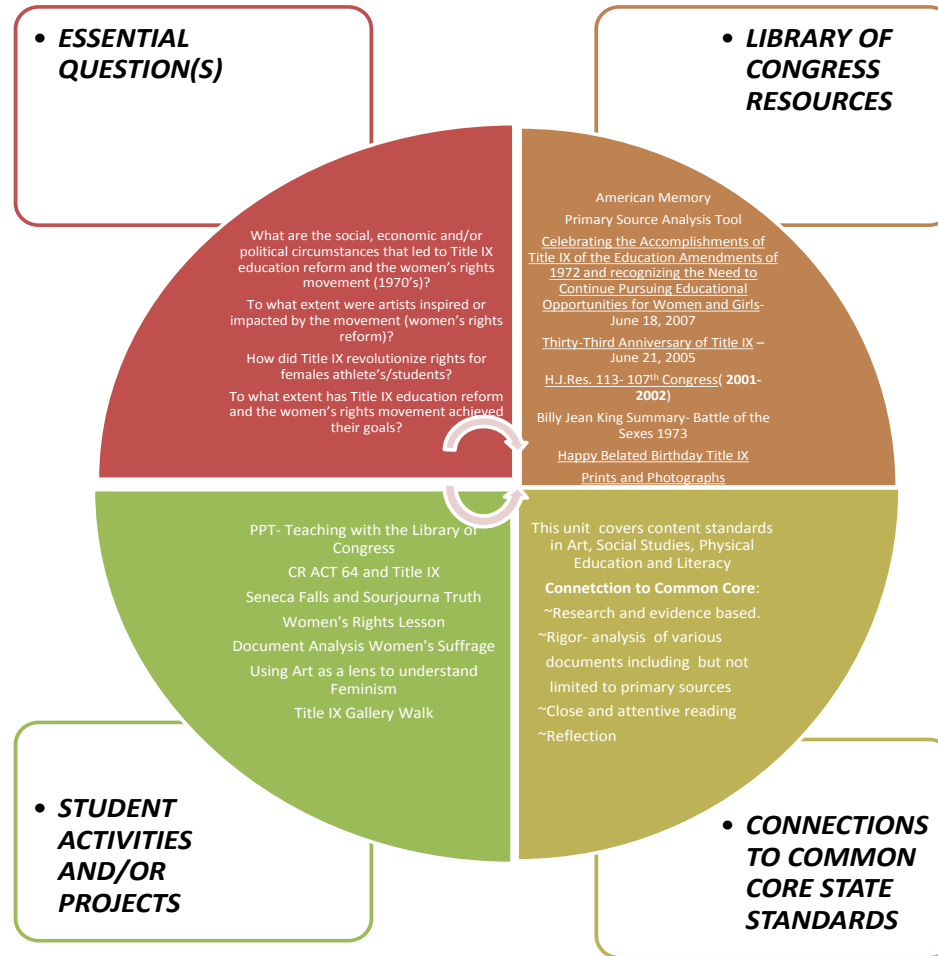 • ESSENTIAL
QUESTION(S)
What are the social, economic and/or
political circumstances that led to Title IX
education reform and the women's rights
movement (1970's)?
To what extent were artists inspired or
impacted by the movement (women's rights
reform)?
How did Title IX revolutionize rights for
females athlete's/students?
To what extent has Title IX education reform
and the women's rights movement achieved
their goals?
• LIBRARY OF
CONGRESS
RESOURCES
American Memory
Primary Source Analysis Tool
Celebrating the Accomplishments of
Title IX of the Education Amendments of
1972 and recognizing the Need to
Continue Pursuing Educational
Opportunities for Women and Girls-
June 18, 2007
Thirty-Third Anniversary of Title IX –
June 21, 2005
H.J.Res. 113- 107th Congress( 2001-
2002)
Billy Jean King Summary- Battle of the
Sexes 1973
Happy Belated Birthday Title IX
Prints and Photographs
PPT- Teaching with the Library of
Congress
CR ACT 64 and Title IX
Seneca Falls and Sourjourna Truth
Women's Rights Lesson
Document Analysis Women's Suffrage
Using Art as a lens to understand
Feminism
Title IX Gallery Walk
• STUDENT
ACTIVITIES
AND/OR
PROJECTS
This unit covers content standards
in Art, Social Studies, Physical
Education and Literacy
Connetction to Common Core:
~Research and evidence based.
~Rigor- analysis of various
documents including but not
limited to primary sources
~Close and attentive reading
~Reflection
• CONNECTIONS
TO COMMON
CORE STATE
STANDARDS